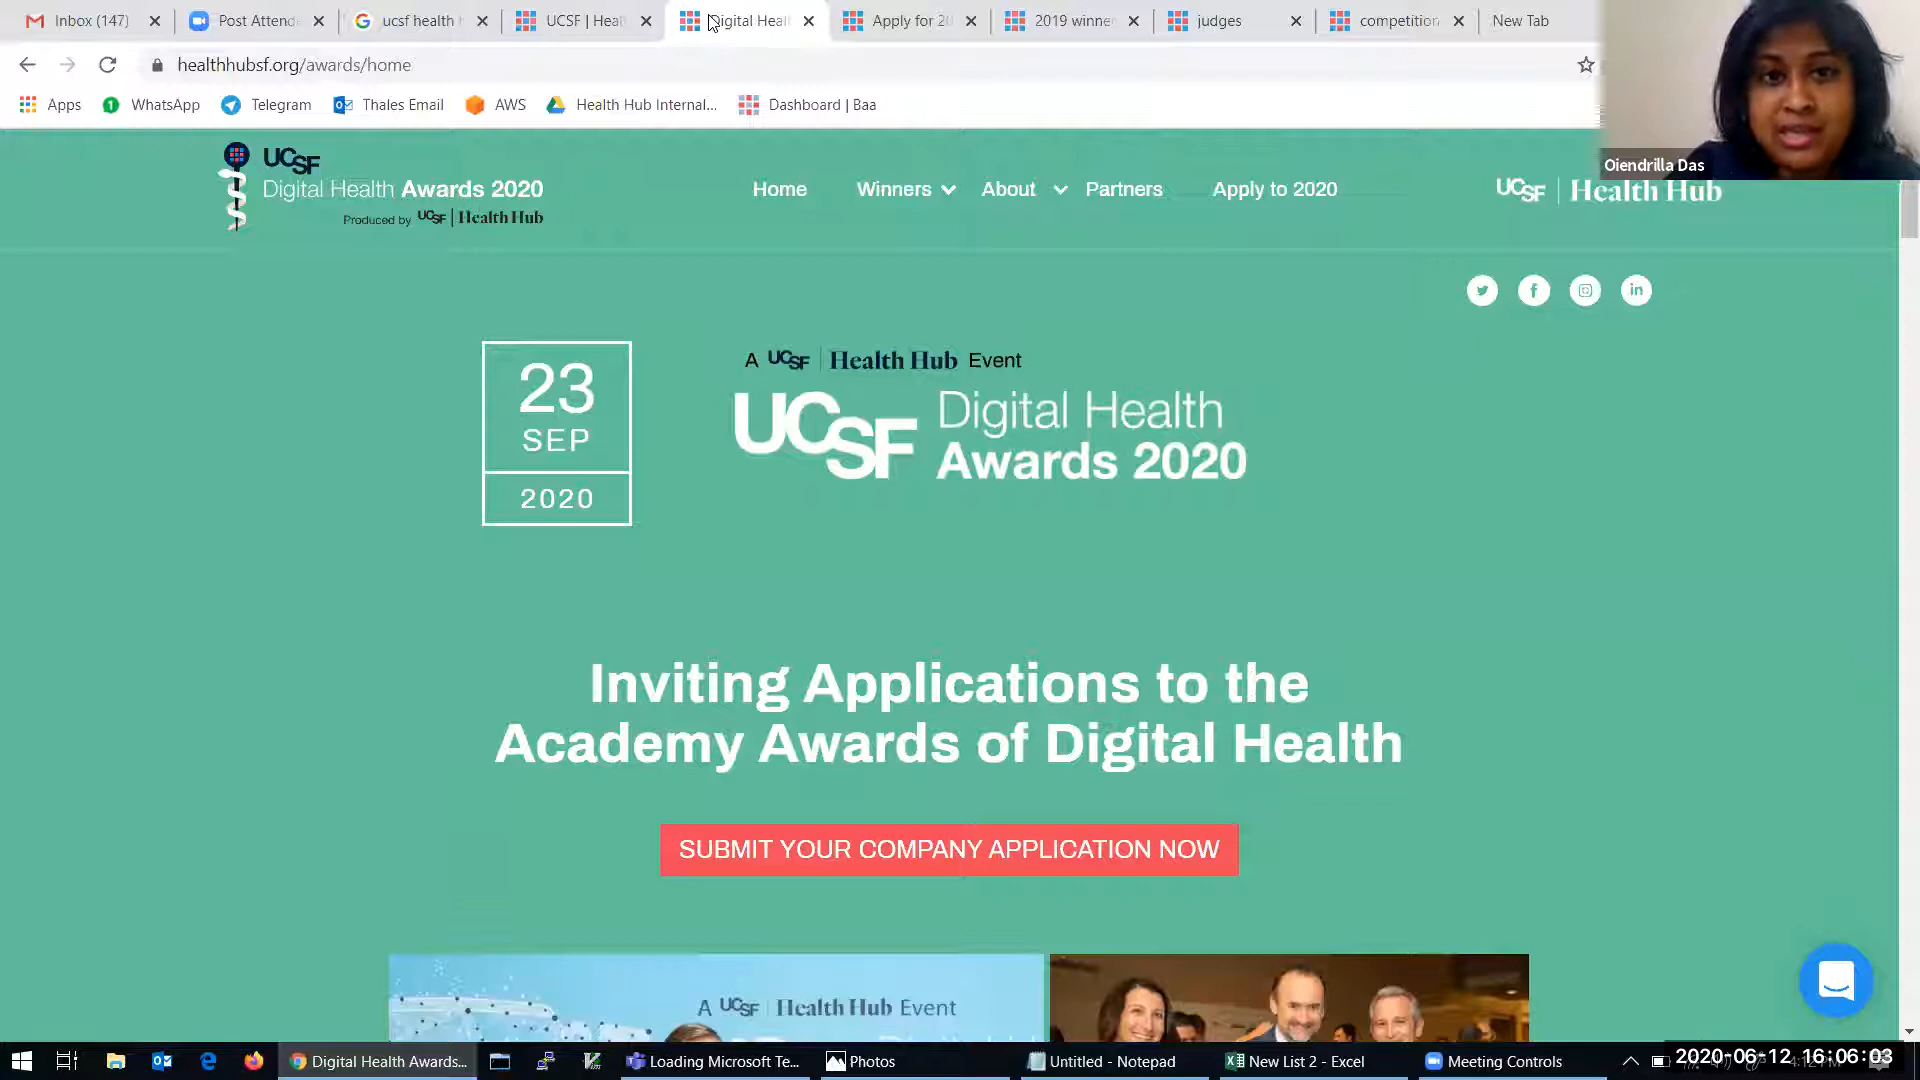 Inbox (147)
Post Attend
ucsf health
UCSF | Heal
Digital Heal
Apply for 20
2019 winne
judges
competition
New Tab
healthhubsf.org/awards/home
Apps
WhatsApp
Telegram
Thales Email
AWS
Health Hub Internal...
Dashboard | Baa
Oiendrilla Das
UCSF
Digital Health Awards 2020
Produced by UCSF | Health Hub
Home
Winners
About
Partners
Apply to 2020
UCSF | Health Hub
23
SEP
2020
A UCSF | Health Hub Event
UCSF Digital Health
Awards 2020
Inviting Applications to the
Academy Awards of Digital Health
SUBMIT YOUR COMPANY APPLICATION NOW
A UCSF | Health Hub Event
Digital Health Awards...
Loading Microsoft Te...
Photos
Untitled - Notepad
New List 2 - Excel
Meeting Controls
2020-06-12 16:06:03